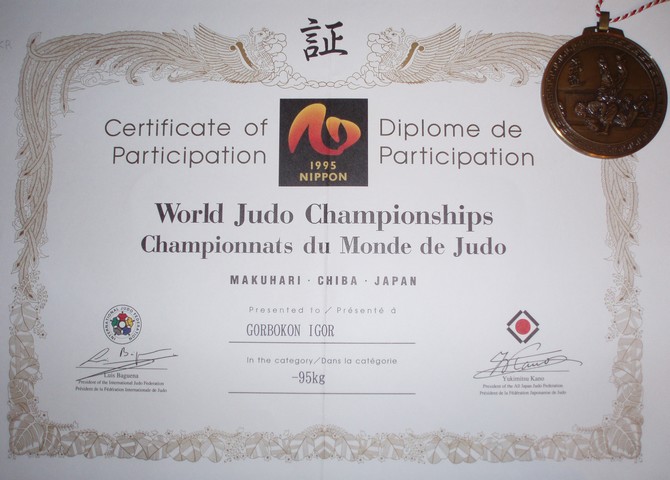 証
Certificate of Participation
1995
NIPPON
Diplome de Participation
World Judo Championships
Championnats du Monde de Judo
MAKUHARI · CHIBA · JAPAN
Presented to / Présenté à
GORBOKON IGOR
In the category/Dans la catégorie
-95kg
INTERNATIONAL JUDO FEDERATION
Luis Baguena
President of the International Judo Federation
Président de la Fédération Internationale de Judo
Yukimitsu Kano
President of the All Japan Judo Federation
Président de la Fédération Japonaise de Judo